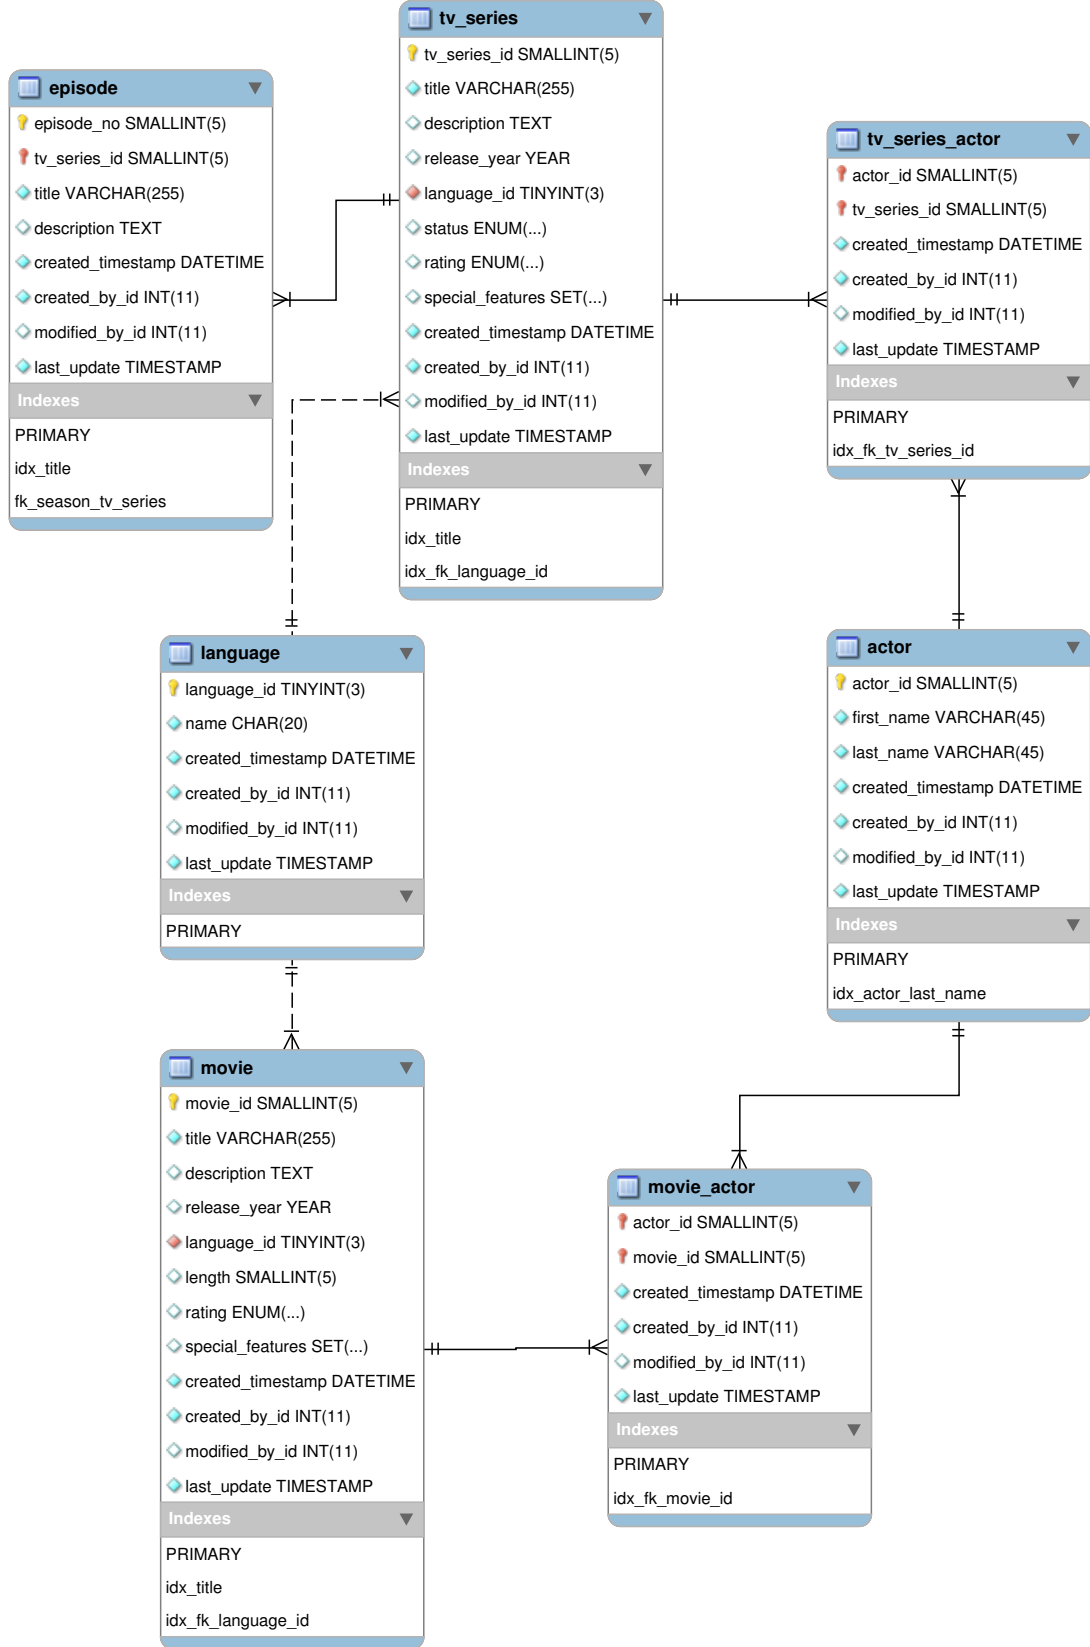 tv_series
tv_series_id SMALLINT(5)
title VARCHAR(255)
description TEXT
release_year YEAR
language_id TINYINT(3)
status ENUM(...)
rating ENUM(...)
special_features SET(...)
created_timestamp DATETIME
created_by_id INT(11)
modified_by_id INT(11)
last_update TIMESTAMP
Indexes
PRIMARY
idx_title
idx_fk_language_id
episode
episode_no SMALLINT(5)
tv_series_id SMALLINT(5)
title VARCHAR(255)
description TEXT
created_timestamp DATETIME
created_by_id INT(11)
modified_by_id INT(11)
last_update TIMESTAMP
Indexes
PRIMARY
idx_title
fk_season_tv_series
tv_series_actor
actor_id SMALLINT(5)
tv_series_id SMALLINT(5)
created_timestamp DATETIME
created_by_id INT(11)
modified_by_id INT(11)
last_update TIMESTAMP
Indexes
PRIMARY
idx_fk_tv_series_id
language
language_id TINYINT(3)
name CHAR(20)
created_timestamp DATETIME
created_by_id INT(11)
modified_by_id INT(11)
last_update TIMESTAMP
Indexes
PRIMARY
actor
actor_id SMALLINT(5)
first_name VARCHAR(45)
last_name VARCHAR(45)
created_timestamp DATETIME
created_by_id INT(11)
modified_by_id INT(11)
last_update TIMESTAMP
Indexes
PRIMARY
idx_actor_last_name
movie
movie_id SMALLINT(5)
title VARCHAR(255)
description TEXT
release_year YEAR
language_id TINYINT(3)
length SMALLINT(5)
rating ENUM(...)
special_features SET(...)
created_timestamp DATETIME
created_by_id INT(11)
modified_by_id INT(11)
last_update TIMESTAMP
Indexes
PRIMARY
idx_title
idx_fk_language_id
movie_actor
actor_id SMALLINT(5)
movie_id SMALLINT(5)
created_timestamp DATETIME
created_by_id INT(11)
modified_by_id INT(11)
last_update TIMESTAMP
Indexes
PRIMARY
idx_fk_movie_id